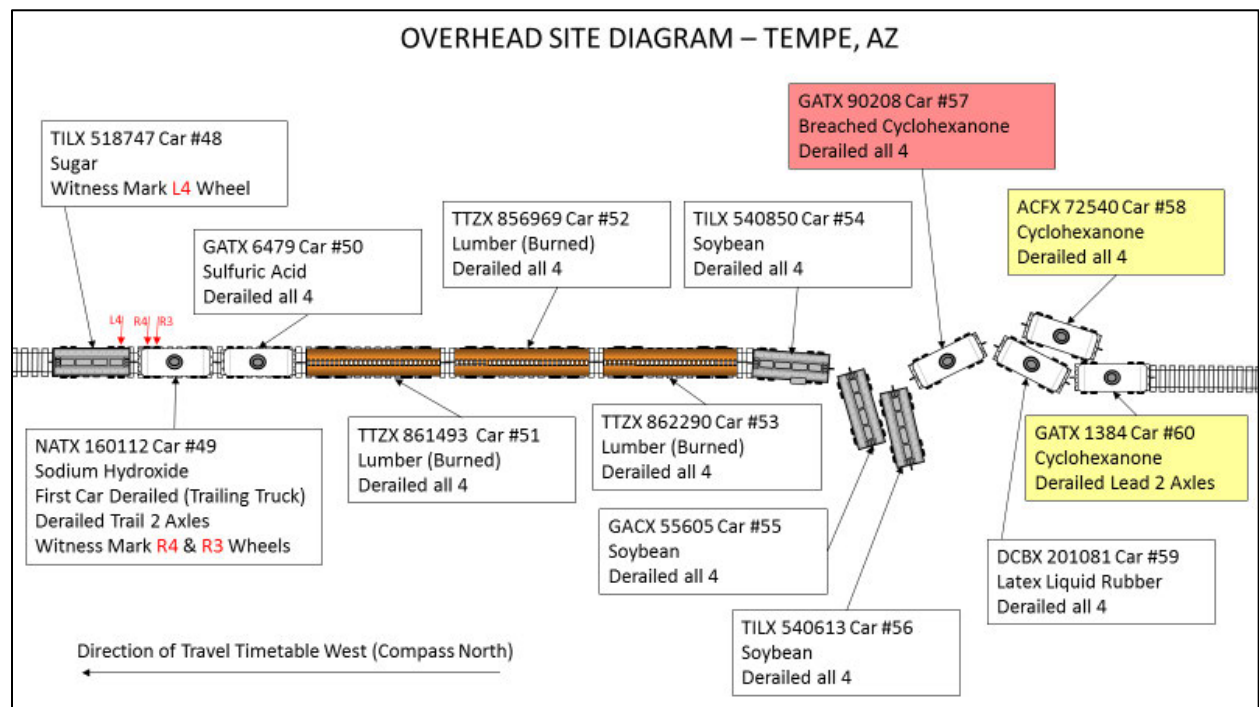 OVERHEAD SITE DIAGRAM – TEMPE, AZ
GATX 90208 Car #57
Breached Cyclohexanone
Derailed all 4
TILX 518747 Car #48
Sugar
Witness Mark L4 Wheel
ACFX 72540 Car #58
Cyclohexanone
Derailed all 4
TTZX 856969 Car #52
Lumber (Burned)
Derailed all 4
TILX 540850 Car #54
Soybean
Derailed all 4
GATX 6479 Car #50
Sulfuric Acid
Derailed all 4
L4
R4
R3
NATX 160112 Car #49
Sodium Hydroxide
First Car Derailed (Trailing Truck)
Derailed Trail 2 Axles
Witness Mark R4 & R3 Wheels
TTZX 861493 Car #51
Lumber (Burned)
Derailed all 4
TTZX 862290 Car #53
Lumber (Burned)
Derailed all 4
GATX 1384 Car #60
Cyclohexanone
Derailed Lead 2 Axles
GACX 55605 Car #55
Soybean
Derailed all 4
DCBX 201081 Car #59
Latex Liquid Rubber
Derailed all 4
TILX 540613 Car #56
Soybean
Derailed all 4
Direction of Travel Timetable West (Compass North)